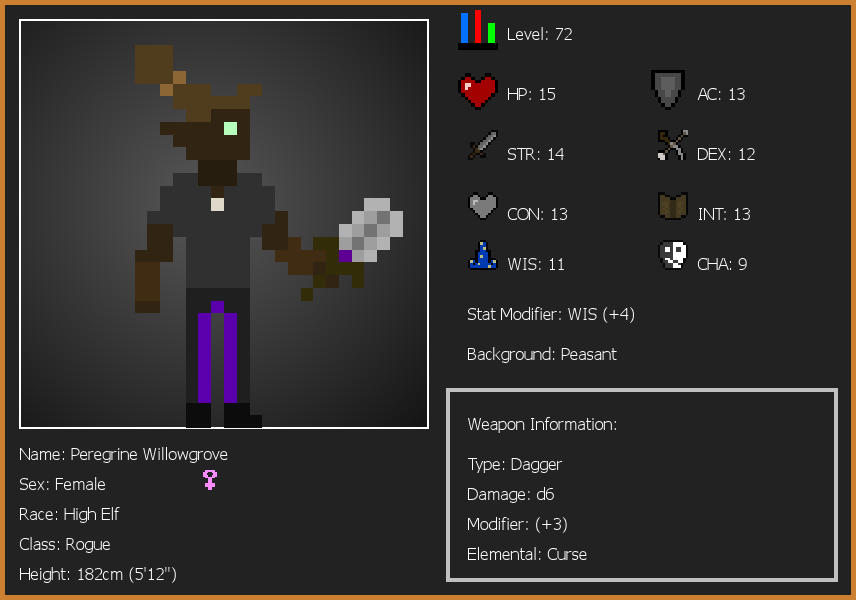 Level: 72
HP: 15
AC: 13
STR: 14
DEX: 12
CON: 13
INT: 13
WIS: 11
CHA: 9
Stat Modifier: WIS (+4)
Background: Peasant
Weapon Information:
Type: Dagger
Damage: d6
Modifier: (+3)
Elemental: Curse
Name: Peregrine Willowgrove
Sex: Female
Race: High Elf
Class: Rogue
Height: 182cm (5'12")